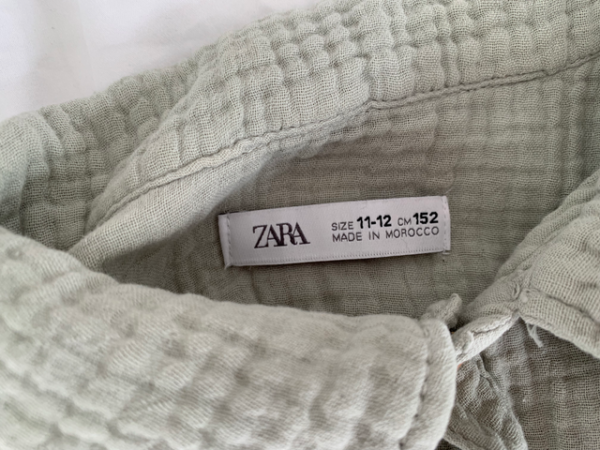 ZARA
SIZE 11-12 CM 152
MADE IN MOROCCO